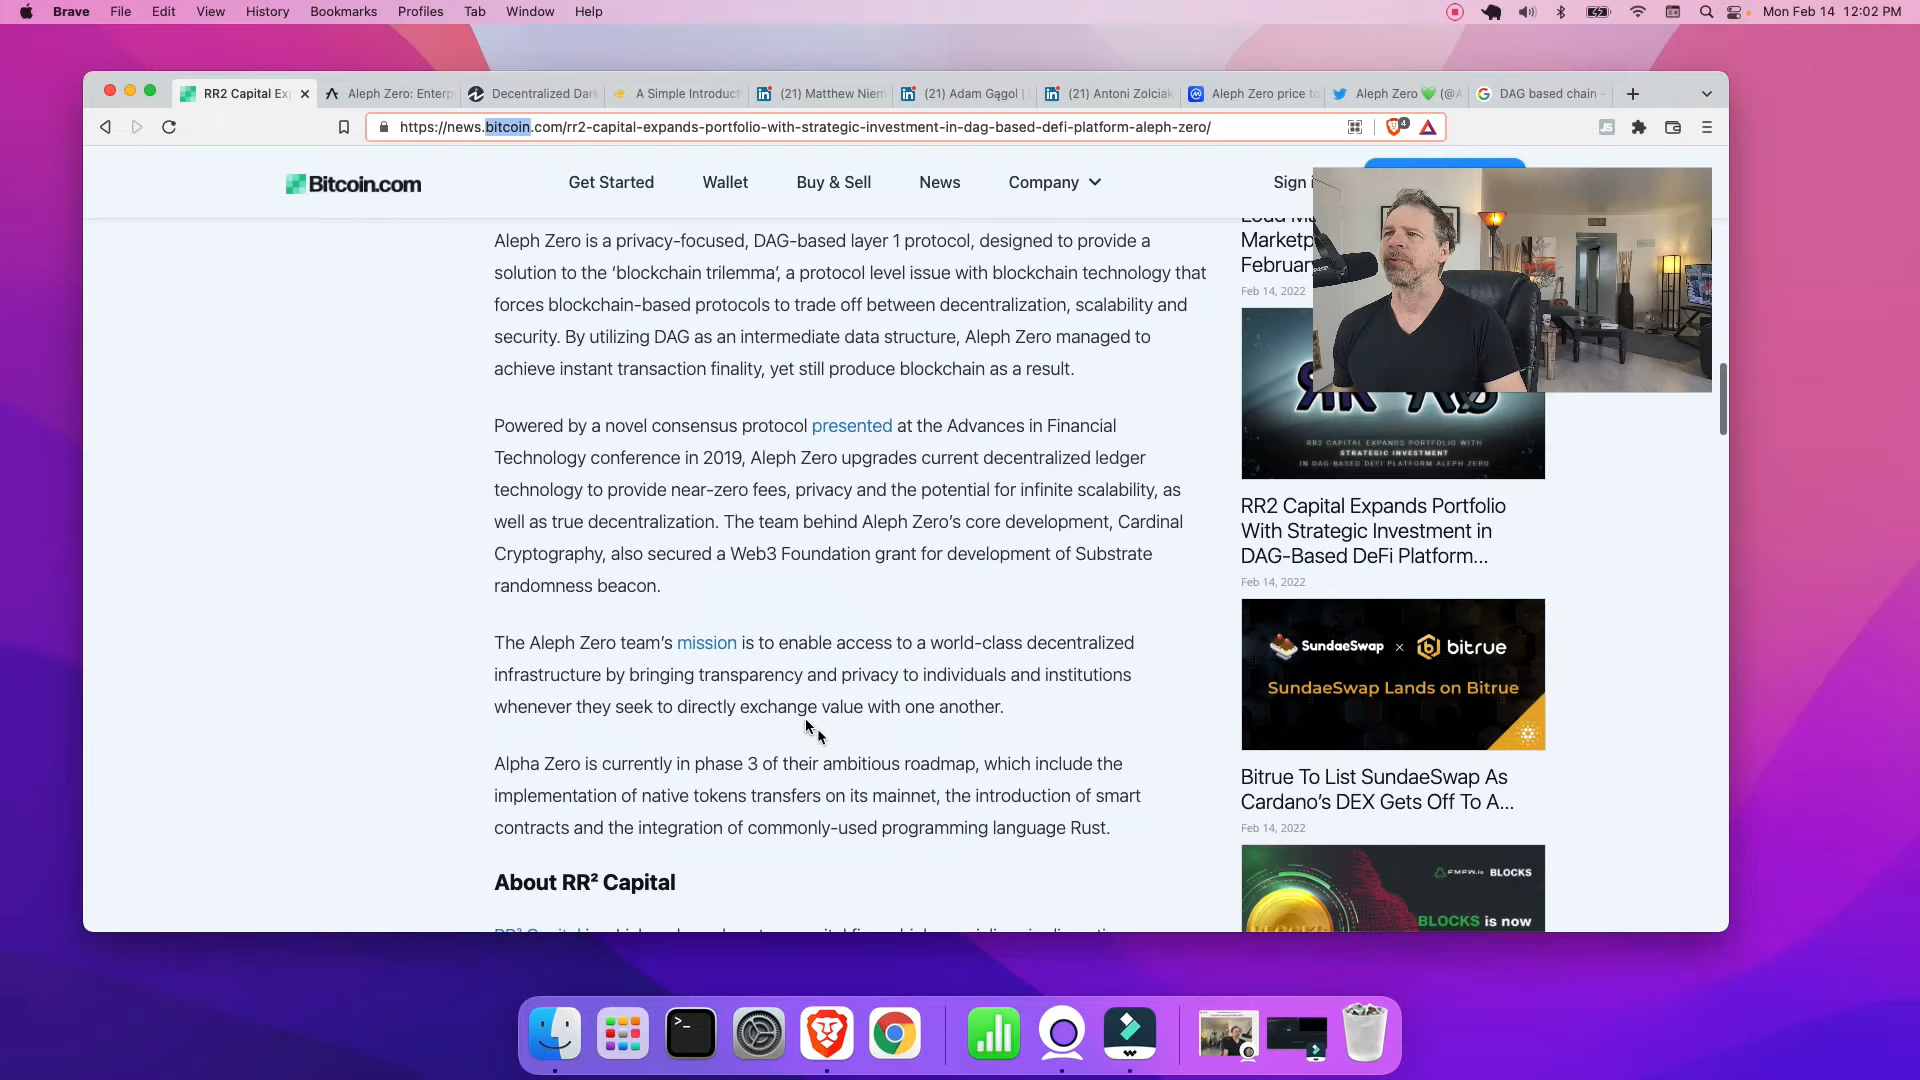 Brave File Edit View History Bookmarks Profiles Tab Window Help Mon Feb 14 12:02 PM
RR2 Capital Ex Aleph Zero: Enterp Decentralized Dark A Simple Introduct (21) Matthew Niem (21) Adam Gągol | (21) Antoni Zolciak Aleph Zero price to Aleph Zero 💚 (@A DAG based chain -
https://news.bitcoin.com/rr2-capital-expands-portfolio-with-strategic-investment-in-dag-based-defi-platform-aleph-zero/ 4 JS
Bitcoin.com Get Started Wallet Buy & Sell News Company Sign i
Aleph Zero is a privacy-focused, DAG-based layer 1 protocol, designed to provide a
solution to the ‘blockchain trilemma’, a protocol level issue with blockchain technology that
forces blockchain-based protocols to trade off between decentralization, scalability and
security. By utilizing DAG as an intermediate data structure, Aleph Zero managed to
achieve instant transaction finality, yet still produce blockchain as a result.
Powered by a novel consensus protocol presented at the Advances in Financial
Technology conference in 2019, Aleph Zero upgrades current decentralized ledger
technology to provide near-zero fees, privacy and the potential for infinite scalability, as
well as true decentralization. The team behind Aleph Zero’s core development, Cardinal
Cryptography, also secured a Web3 Foundation grant for development of Substrate
randomness beacon.
The Aleph Zero team’s mission is to enable access to a world-class decentralized
infrastructure by bringing transparency and privacy to individuals and institutions
whenever they seek to directly exchange value with one another.
Alpha Zero is currently in phase 3 of their ambitious roadmap, which include the
implementation of native tokens transfers on its mainnet, the introduction of smart
contracts and the integration of commonly-used programming language Rust.
About RR² Capital
Marketp
Februar
Feb 14, 2022
RR2 CAPITAL EXPANDS PORTFOLIO WITH
STRATEGIC INVESTMENT
IN DAG-BASED DEFI PLATFORM ALEPH ZERO
RR2 Capital Expands Portfolio
With Strategic Investment in
DAG-Based DeFi Platform...
Feb 14, 2022
SundaeSwap × bitrue
SundaeSwap Lands on Bitrue
Bitrue To List SundaeSwap As
Cardano’s DEX Gets Off To A...
Feb 14, 2022
FMFW.io BLOCKS
BLOCKS is now